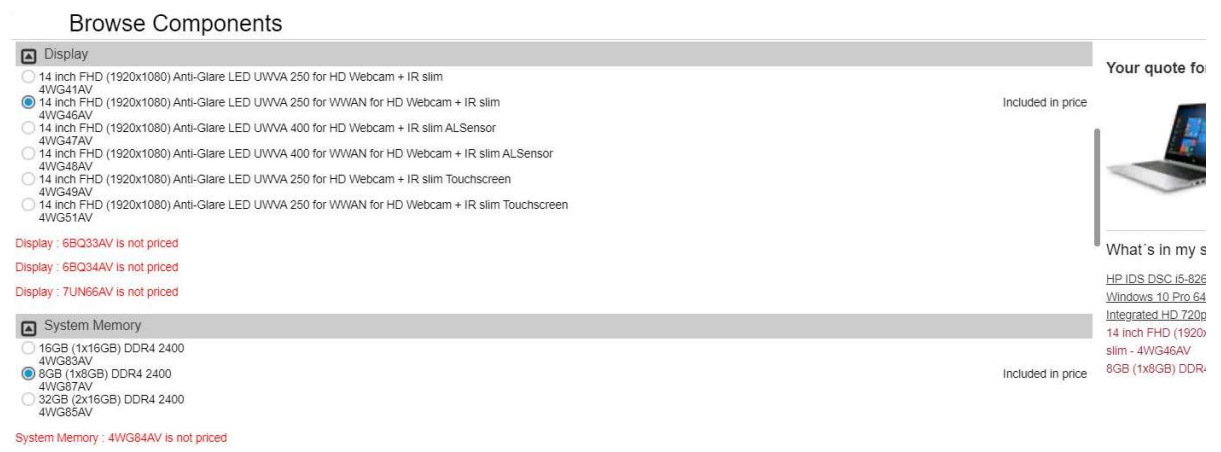 Browse Components
Display
14 inch FHD (1920x1080) Anti-Glare LED UWVA 250 for HD Webcam + IR slim
4WG41AV
14 inch FHD (1920x1080) Anti-Glare LED UWVA 250 for WWAN for HD Webcam + IR slim
Included in price
4WG46AV
14 inch FHD (1920x1080) Anti-Glare LED UWVA 400 for HD Webcam + IR slim ALSensor
4WG47AV
14 inch FHD (1920x1080) Anti-Glare LED UWVA 400 for WWAN for HD Webcam + IR slim ALSensor
4WG48AV
14 inch FHD (1920x1080) Anti-Glare LED UWVA 250 for HD Webcam + IR slim Touchscreen
4WG49AV
14 inch FHD (1920x1080) Anti-Glare LED UWVA 250 for WWAN for HD Webcam + IR slim Touchscreen
4WG51AV
Display : 6BQ33AV is not priced
Display : 6BQ34AV is not priced
Display : 7UN66AV is not priced
System Memory
16GB (1x16GB) DDR4 2400
4WG83AV
8GB (1x8GB) DDR4 2400
Included in price
4WG87AV
32GB (2x16GB) DDR4 2400
4WG85AV
System Memory : 4WG84AV is not priced
Your quote fo
What´s in my s
HP IDS DSC i5-826
Windows 10 Pro 64
Integrated HD 720p
14 inch FHD (1920x
slim - 4WG46AV
8GB (1x8GB) DDR4